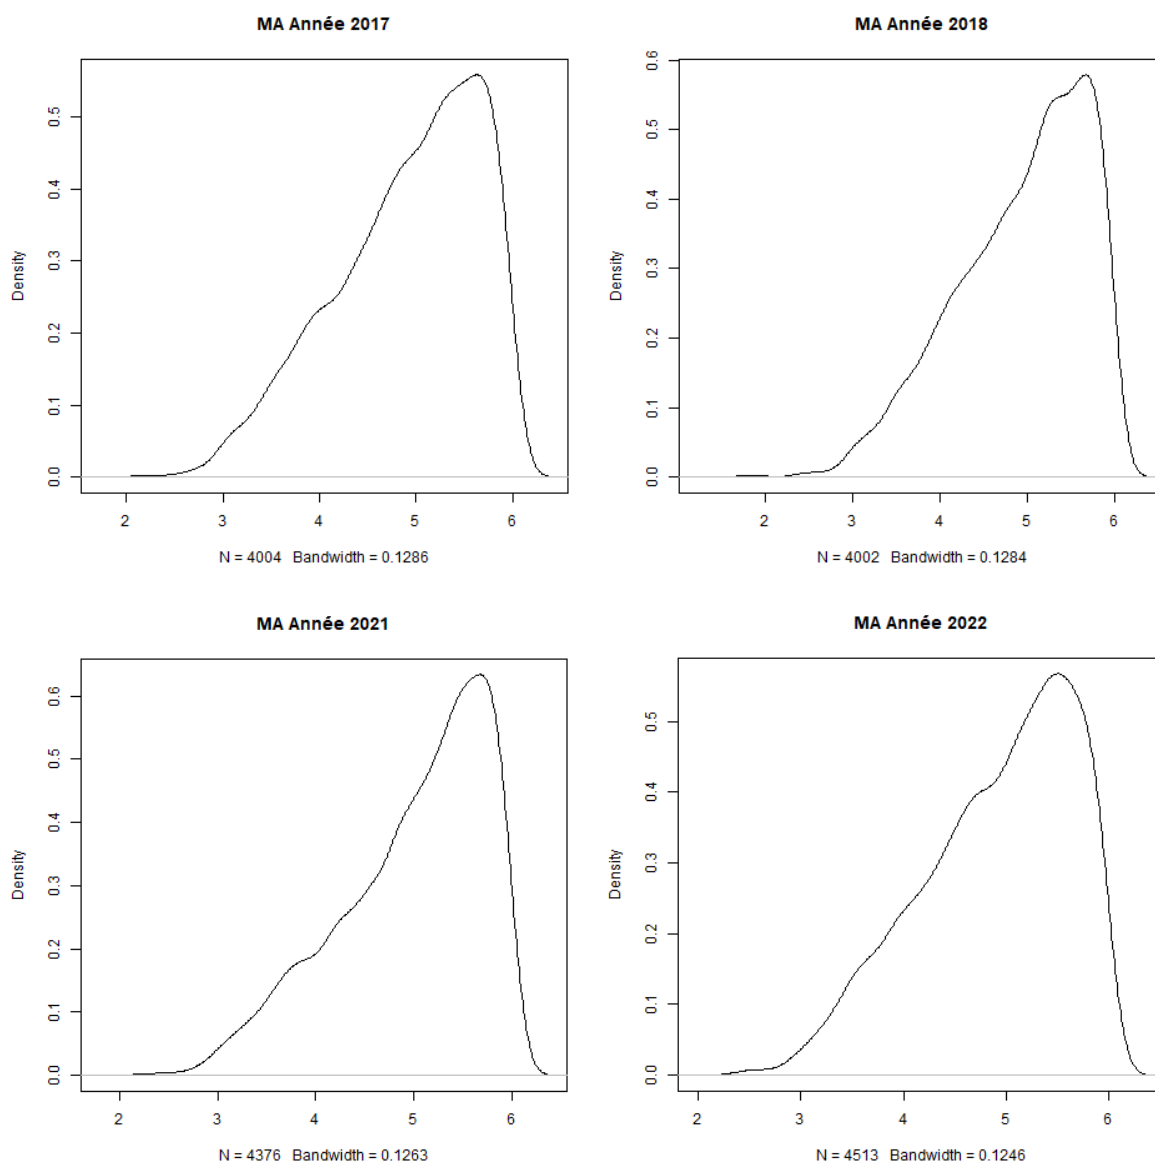 MA Année 2017
Density
0.0 0.1 0.2 0.3 0.4 0.5
2 3 4 5 6
N = 4004 Bandwidth = 0.1286
MA Année 2018
Density
0.0 0.1 0.2 0.3 0.4 0.5 0.6
2 3 4 5 6
N = 4002 Bandwidth = 0.1284
MA Année 2021
Density
0.0 0.1 0.2 0.3 0.4 0.5 0.6
2 3 4 5 6
N = 4376 Bandwidth = 0.1263
MA Année 2022
Density
0.0 0.1 0.2 0.3 0.4 0.5
2 3 4 5 6
N = 4513 Bandwidth = 0.1246